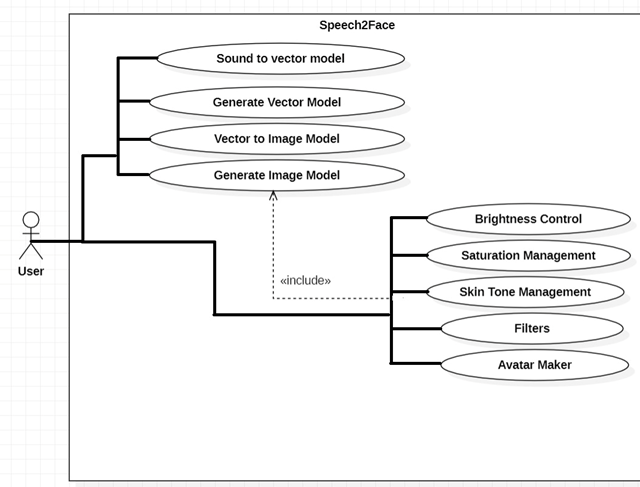 Speech2Face
Sound to vector model
Generate Vector Model
Vector to Image Model
Generate Image Model
Brightness Control
Saturation Management
Skin Tone Management
Filters
Avatar Maker
«include»
User